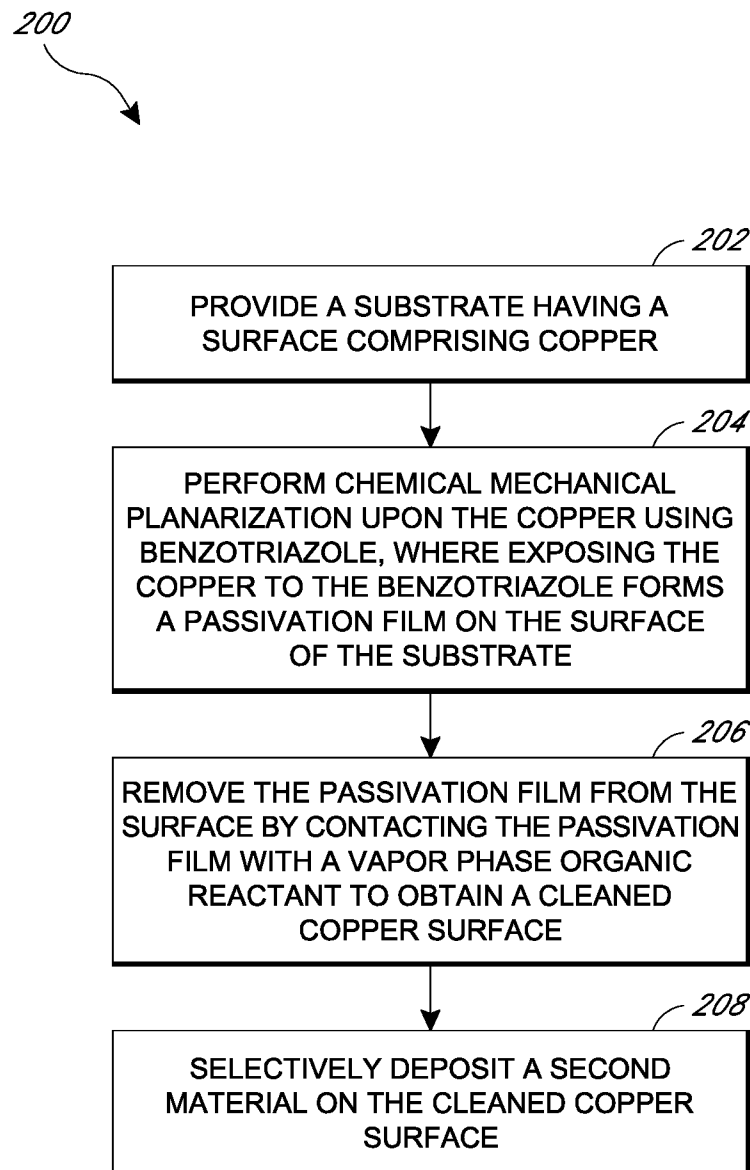 200
202
PROVIDE A SUBSTRATE HAVING A
SURFACE COMPRISING COPPER
204
PERFORM CHEMICAL MECHANICAL
PLANARIZATION UPON THE COPPER USING
BENZOTRIAZOLE, WHERE EXPOSING THE
COPPER TO THE BENZOTRIAZOLE FORMS
A PASSIVATION FILM ON THE SURFACE
OF THE SUBSTRATE
206
REMOVE THE PASSIVATION FILM FROM THE
SURFACE BY CONTACTING THE PASSIVATION
FILM WITH A VAPOR PHASE ORGANIC
REACTANT TO OBTAIN A CLEANED
COPPER SURFACE
208
SELECTIVELY DEPOSIT A SECOND
MATERIAL ON THE CLEANED COPPER
SURFACE